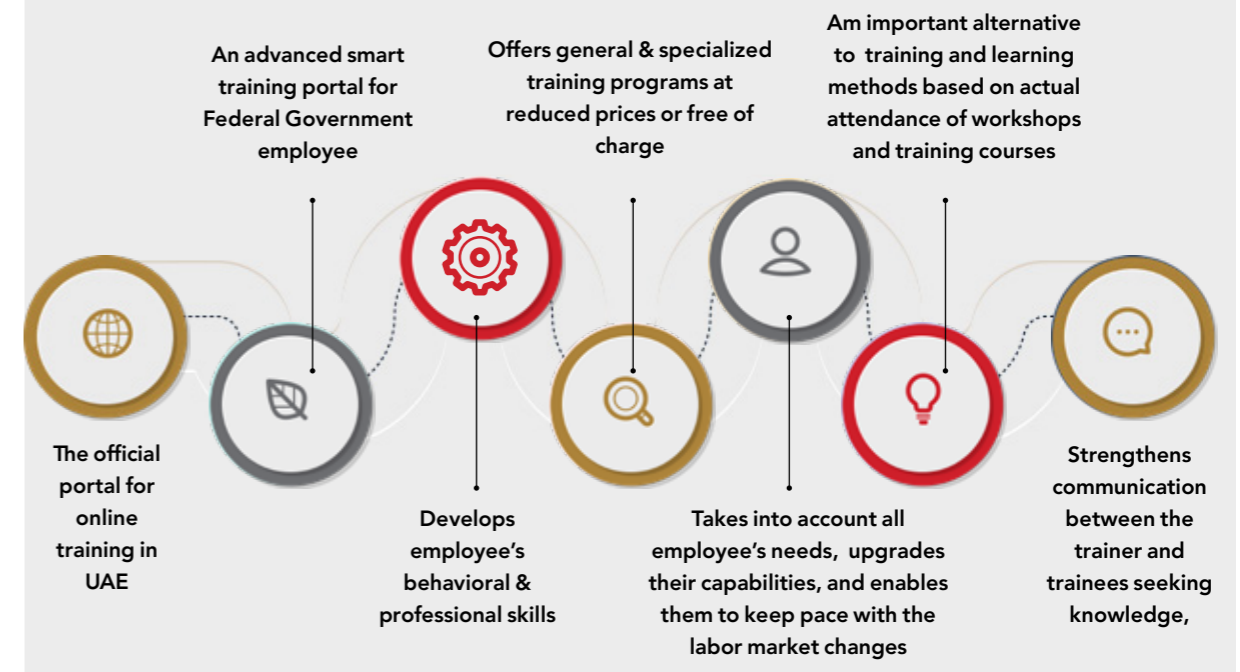 The official
portal for
online
training in
UAE
An advanced smart
training portal for
Federal Government
employee
Develops
employee's
behavioral &
professional skills
Offers general & specialized
training programs at
reduced prices or free of
charge
Takes into account all
employee's needs, upgrades
their capabilities, and enables
them to keep pace with the
labor market changes
Am important alternative
to training and learning
methods based on actual
attendance of workshops
and training courses
Strengthens
communication
between the
trainer and
trainees seeking
knowledge,